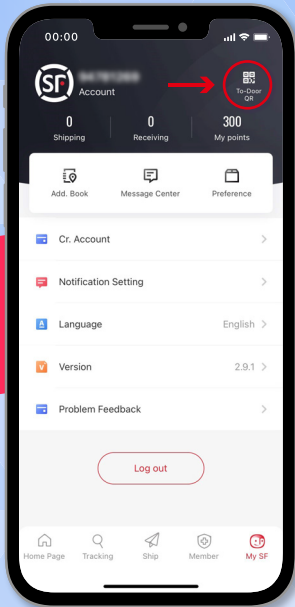 00:00
SF
Account
To-Door
QR
0
Shipping
0
Receiving
300
My points
Add. Book
Message Center
Preference
Cr. Account
Notification Setting
Language
English
Version
2.9.1
Problem Feedback
Log out
Home Page
Tracking
Ship
Member
My SF